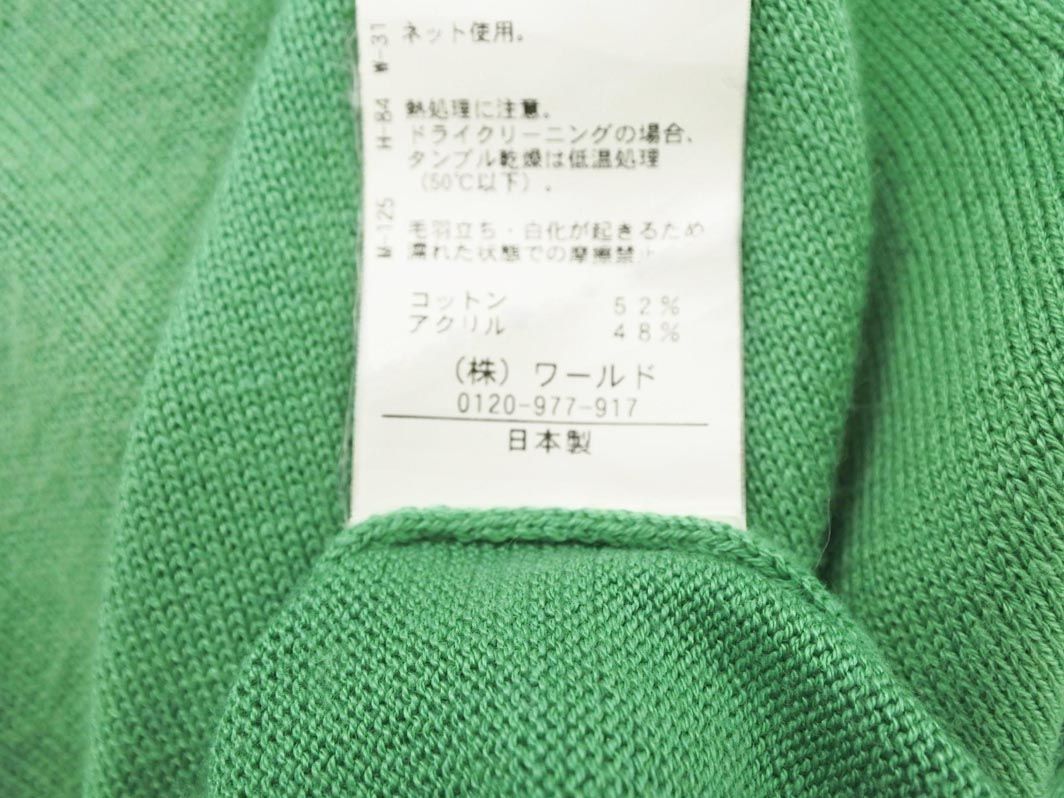 ネット使用。
W-31
熱処理に注意。
H-84
ドライクリーニングの場合、
タンブル乾燥は低温処理
(50℃以下)。
M-125
毛羽立ち・白化が起きるため
濡れた状態での摩擦禁止
コットン 52%
アクリル 48%
(株)ワールド
0120-977-917
日本製